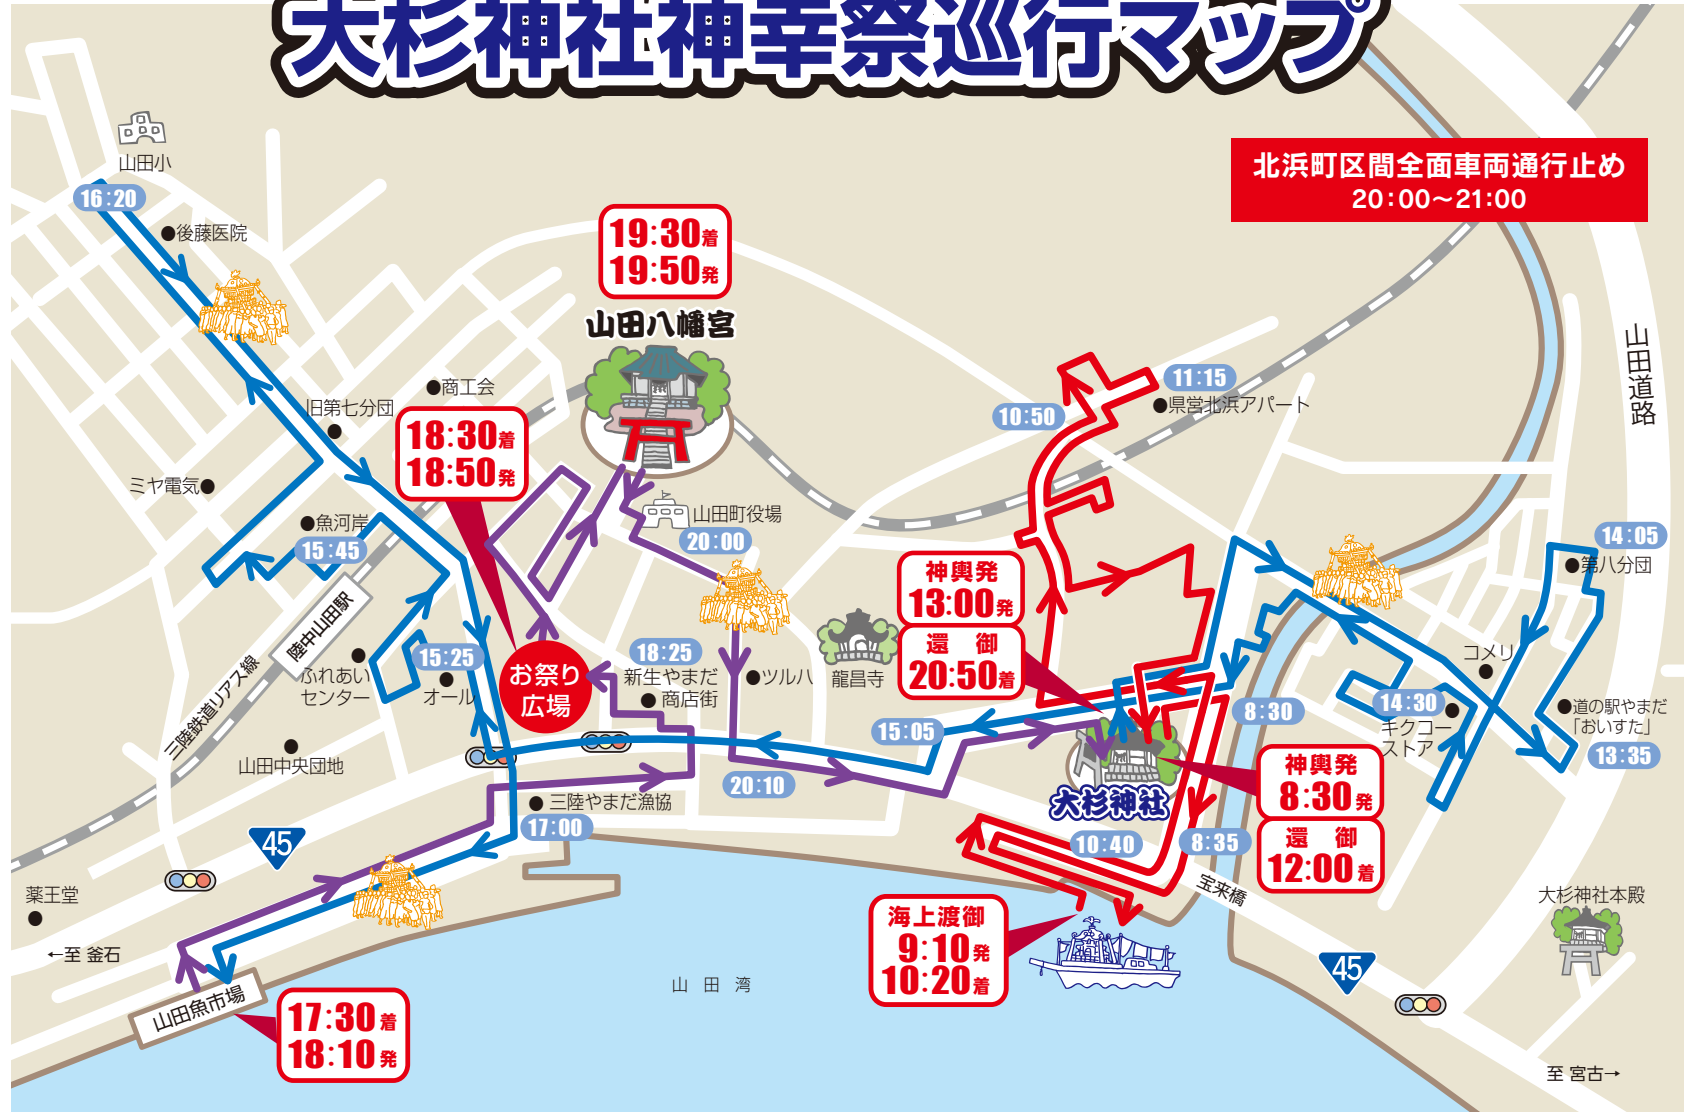 大杉神社神幸祭巡行マップ
北浜町区間全面車両通行止め
20:00〜21:00
山田小
16:20
●後藤医院
19:30着
19:50発
山田八幡宮
●商工会
旧第七分団
18:30着
18:50発
ミヤ電気●
●魚河岸
15:45
陸中山田駅
三陸鉄道リアス線
ふれあい
センター
15:25
オール
山田中央団地
お祭り
広場
山田町役場
20:00
18:25
新生やまだ
●商店街
●ツルハ
龍昌寺
20:10
15:05
● 三陸やまだ漁協
17:00
45
薬王堂
←至 釜石
山田魚市場
17:30着
18:10発
山田湾
10:50
11:15
●県営北浜アパート
神輿発
13:00発
還御
20:50着
大杉神社
8:30
神輿発
8:30発
還御
12:00着
10:40
8:35
海上渡御
9:10発
10:20着
宝来橋
山田道路
14:05
●第八分団
コメリ
14:30
キクコー
ストア
●道の駅やまだ
「おいすた」
13:35
大杉神社本殿
45
至 宮古→